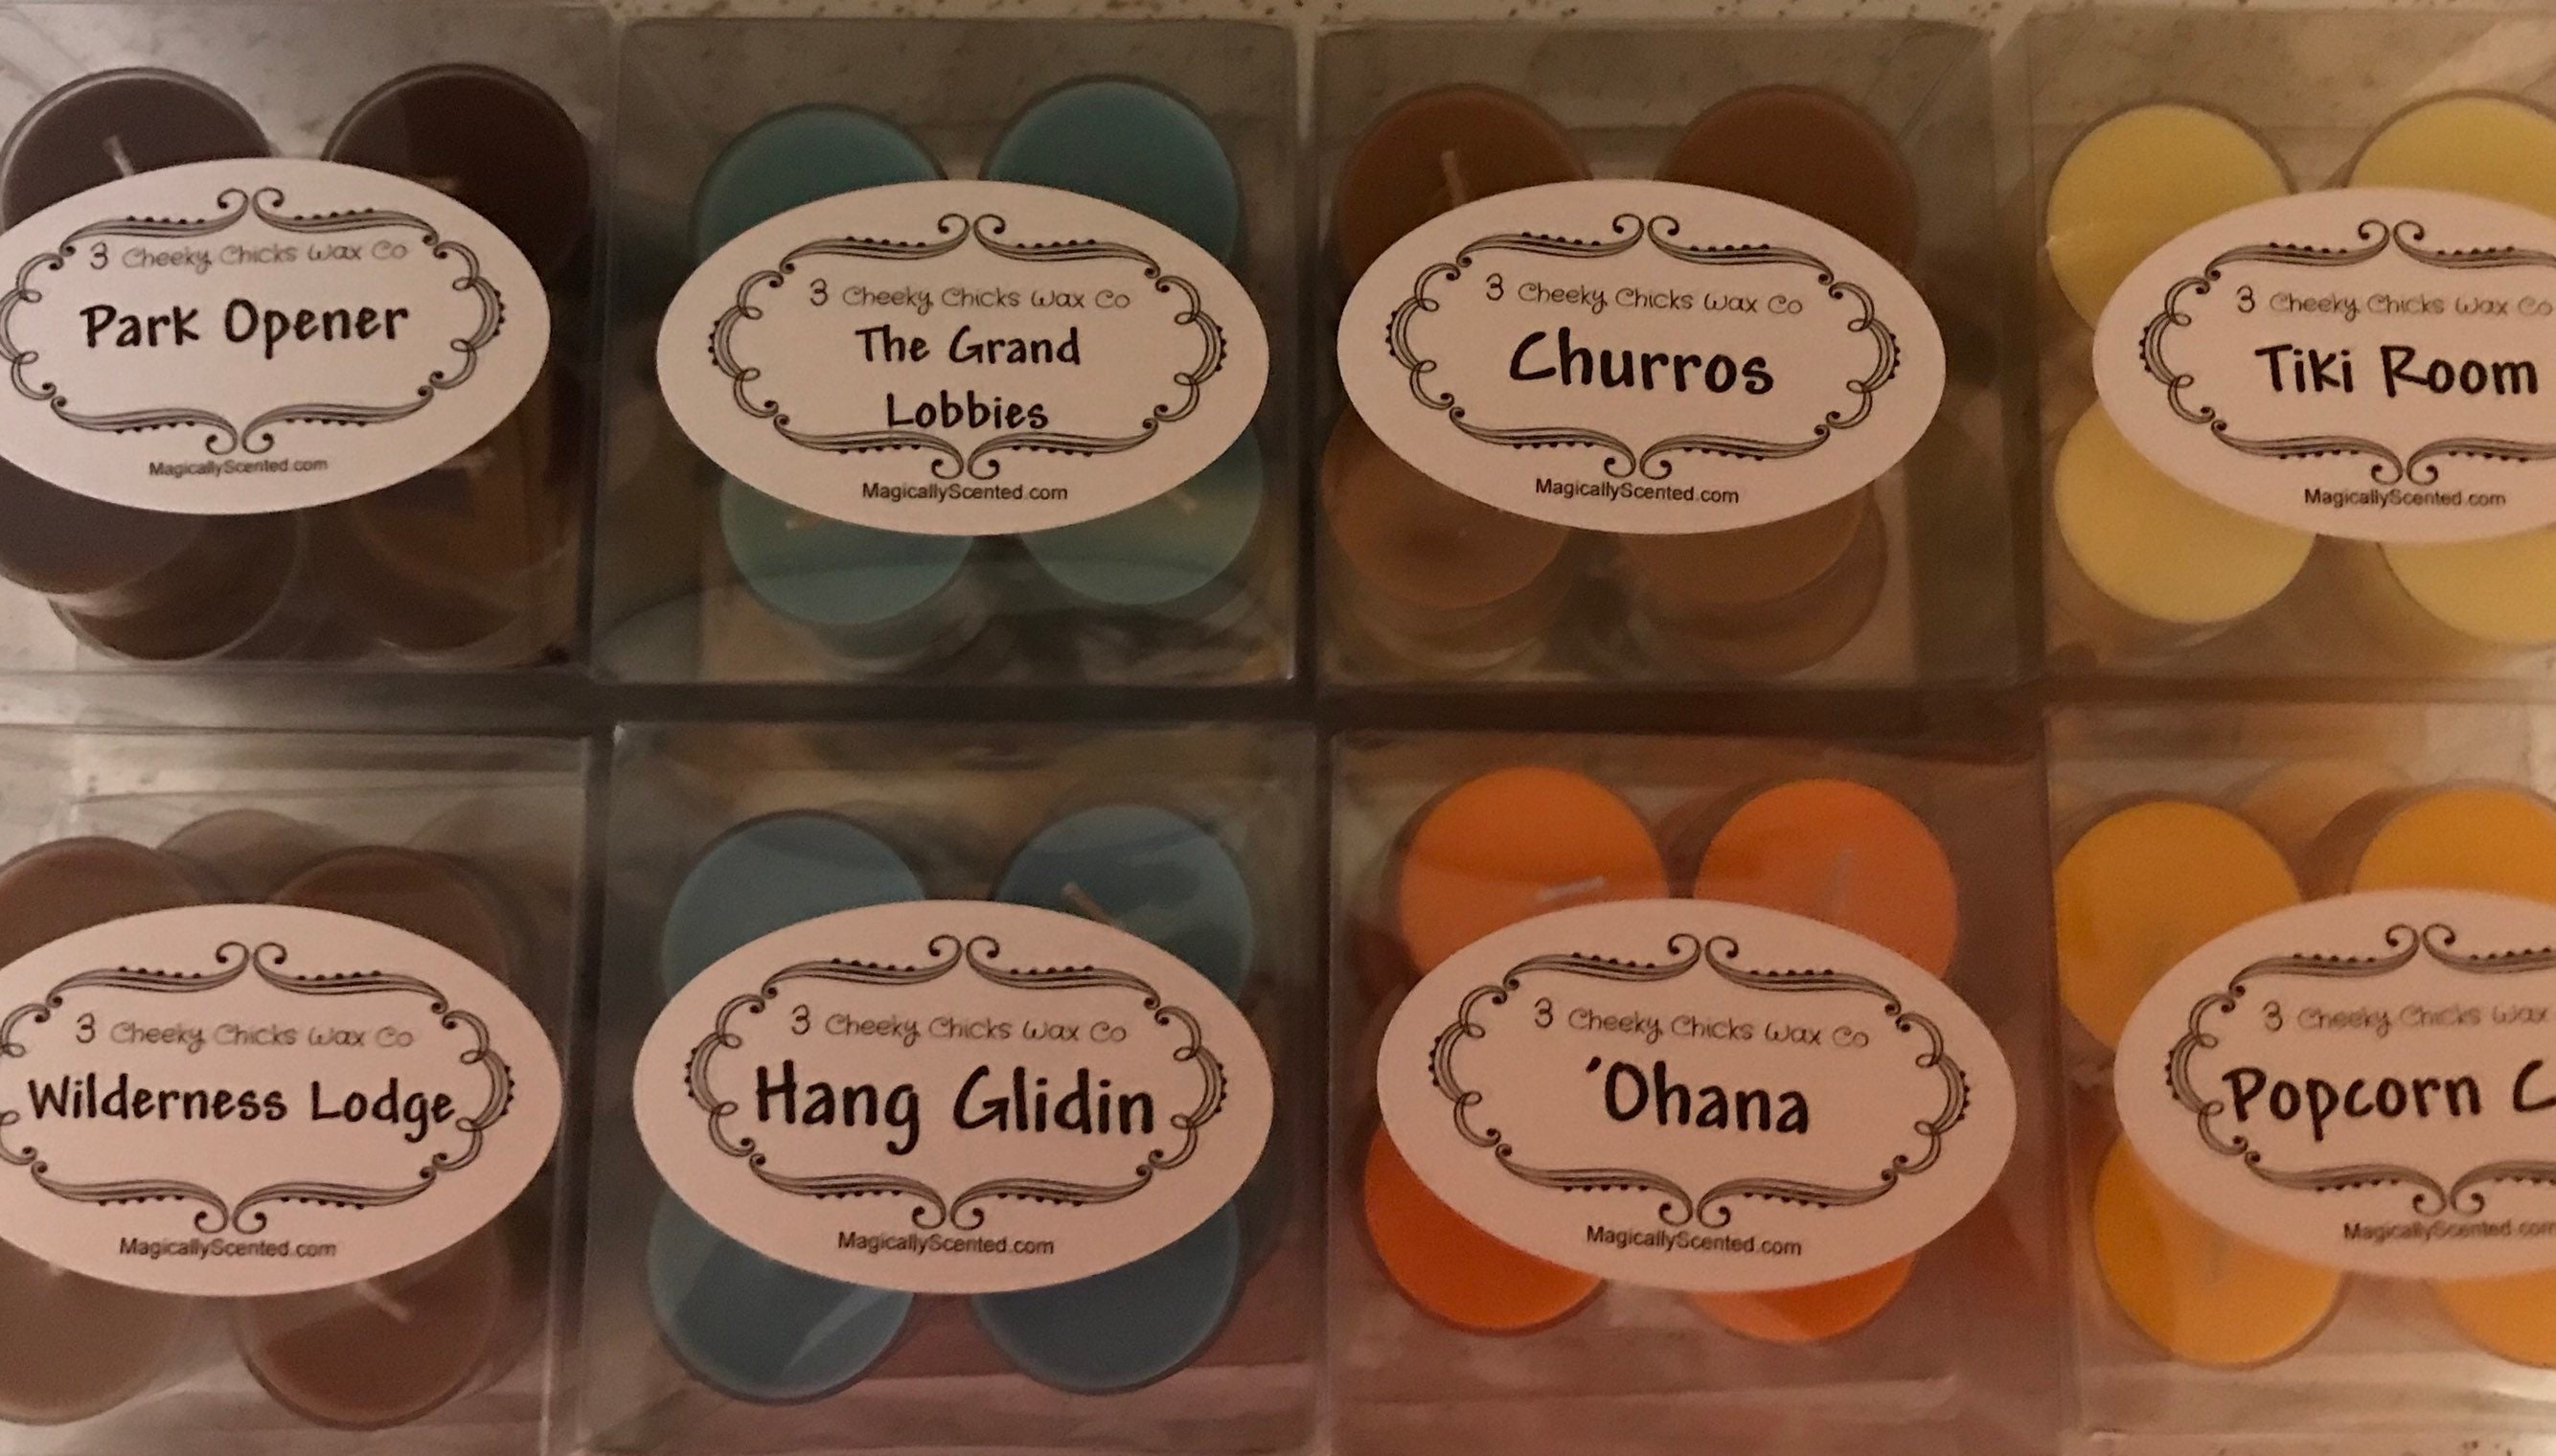 3 Cheeky Chicks Wax Co
Park Opener
MagicallyScented.com
3 Cheeky Chicks Wax Co
The Grand
Lobbies
MagicallyScented.com
3 Cheeky Chicks Wax Co
Churros
MagicallyScented.com
3 Cheeky Chicks Wax Co
Tiki Room
MagicallyScented.com
3 Cheeky Chicks Wax Co
Wilderness Lodge
MagicallyScented.com
3 Cheeky Chicks Wax Co
Hang Glidin
MagicallyScented.com
3 Cheeky Chicks Wax Co
'Ohana
MagicallyScented.com
3 Cheeky Chicks Wax
Popcorn
MagicallyScented.com